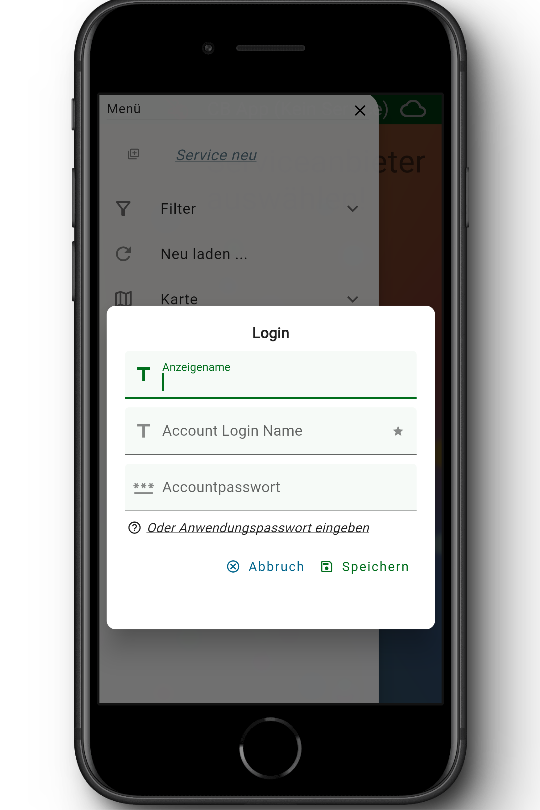 Menü
e)
Service neu
eter
Filter
Neu laden ...
Karte
Login
Anzeigename
Account Login Name
***
Accountpasswort
Oder Anwendungspasswort eingeben
Abbruch Speichern